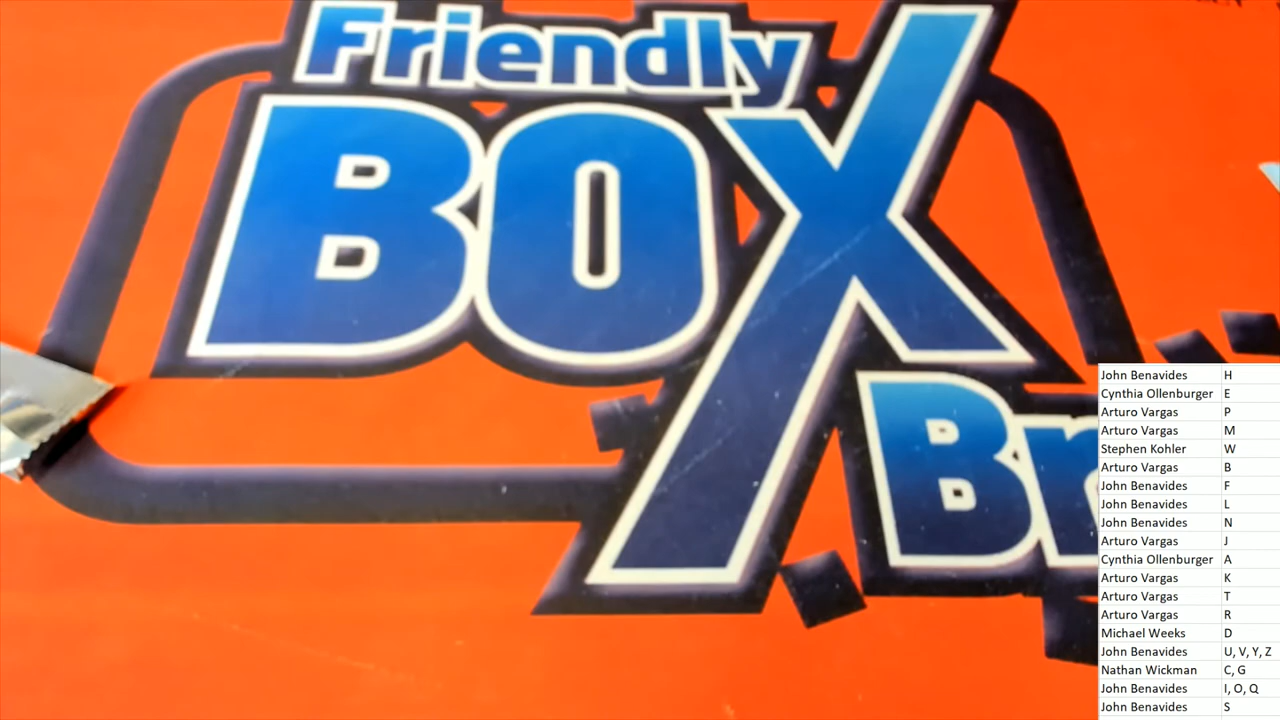 Friendly
BOX
Br
John Benavides H
Cynthia Ollenburger E
Arturo Vargas P
Arturo Vargas M
Stephen Kohler W
Arturo Vargas B
John Benavides F
John Benavides L
John Benavides N
Arturo Vargas J
Cynthia Ollenburger A
Arturo Vargas K
Arturo Vargas T
Arturo Vargas R
Michael Weeks D
John Benavides U, V, Y, Z
Nathan Wickman C, G
John Benavides I, O, Q
John Benavides S